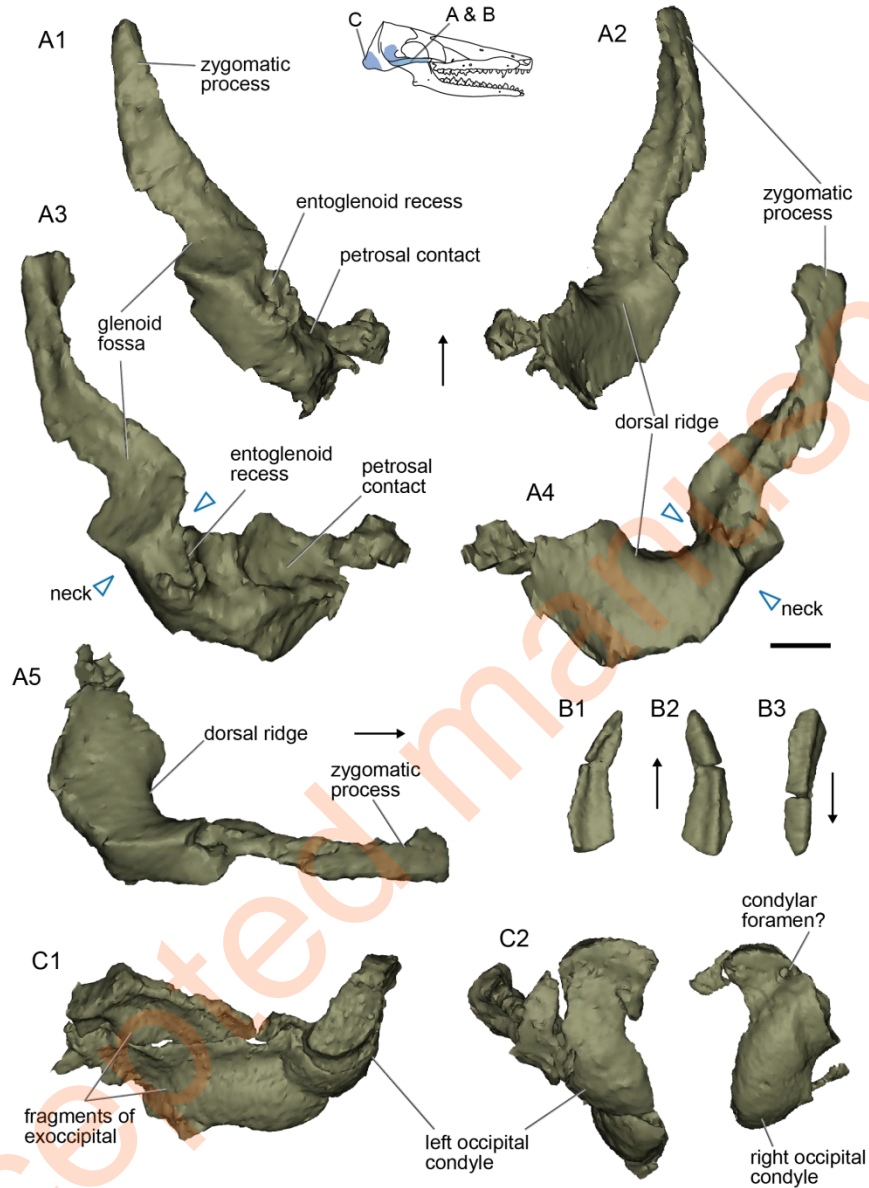 A1
C
A & B
A2
zygomatic
process
A3
entoglenoid recess
petrosal contact
zygomatic
process
glenoid
fossa
dorsal ridge
entoglenoid
recess
petrosal
contact
A4
neck
neck
A5
dorsal ridge
zygomatic
process
B1
B2
B3
C1
C2
condylar
foramen?
fragments of
exoccipital
left occipital
condyle
right occipital
condyle
cepted manusc